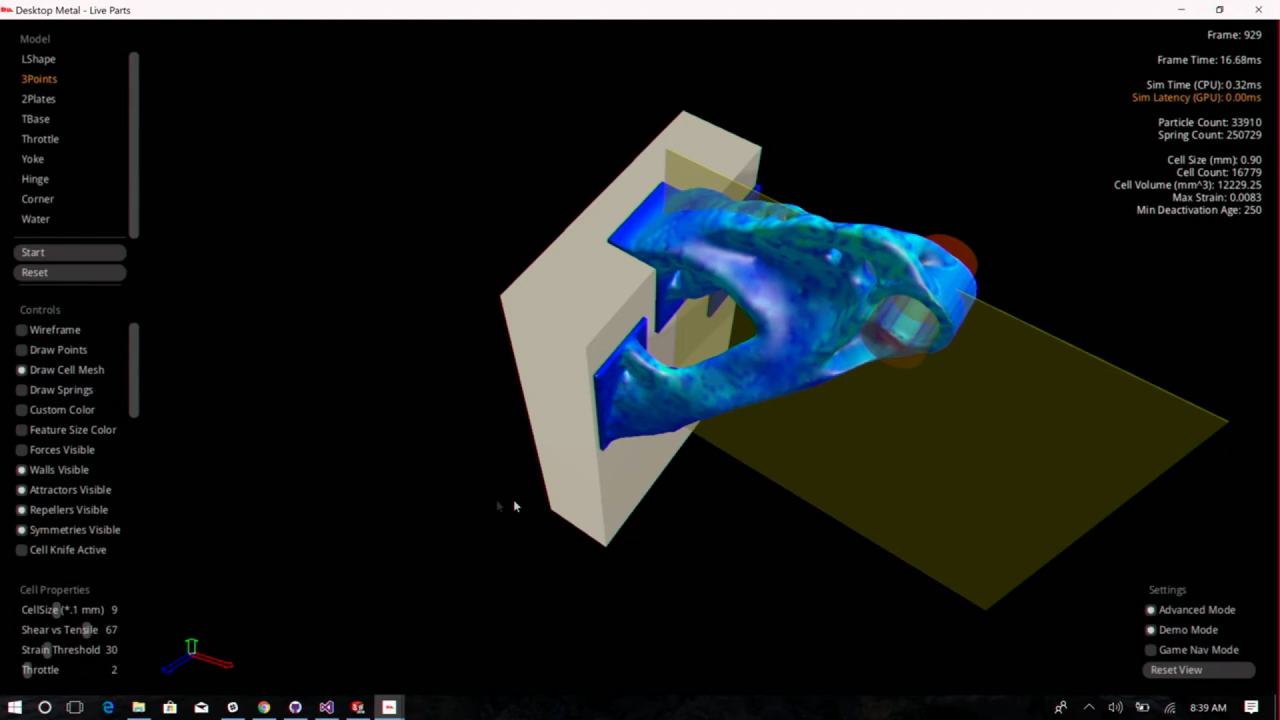 Desktop Metal - Live Parts
Model
LShape
3Points
2Plates
TBase
Throttle
Yoke
Hinge
Corner
Water
Start
Reset
Controls
Wireframe
Draw Points
Draw Cell Mesh
Draw Springs
Custom Color
Feature Size Color
Forces Visible
Walls Visible
Attractors Visible
Repellers Visible
Symmetries Visible
Cell Knife Active
Cell Properties
CellSize (*.1 mm) 9
Shear vs Tensile 67
Strain Threshold 30
Throttle 2
Frame: 929
Frame Time: 16.68ms
Sim Time (CPU): 0.32ms
Sim Latency (GPU): 0.00ms
Particle Count: 33910
Spring Count: 250729
Cell Size (mm): 0.90
Cell Count: 16779
Cell Volume (mm^3): 12229.25
Max Strain: 0.0083
Min Deactivation Age: 250
Settings
Advanced Mode
Demo Mode
Game Nav Mode
Reset View
8:39 AM